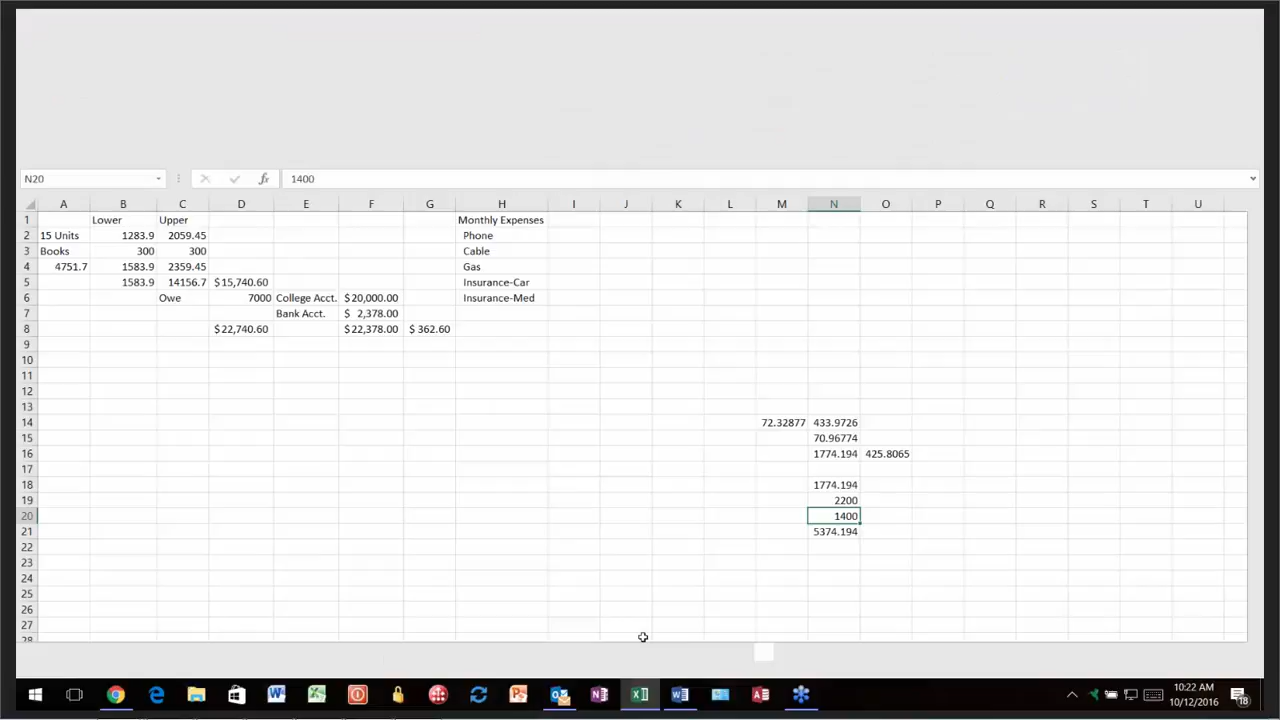 N20 fx 1400
A B C D E F G H I J K L M N O P Q R S T U
1 Lower Upper Monthly Expenses
2 15 Units 1283.9 2059.45 Phone
3 Books 300 300 Cable
4 4751.7 1583.9 2359.45 Gas
5 1583.9 14156.7 $15,740.60 Insurance-Car
6 Owe 7000 College Acct. $20,000.00 Insurance-Med
7 Bank Acct. $ 2,378.00
8 $22,740.60 $22,378.00 $ 362.60
9
10
11
12
13
14 72.32877 433.9726
15 70.96774
16 1774.194 425.8065
17
18 1774.194
19 2200
20 1400
21 5374.194
22
23
24
25
26
27
28
10:22 AM
10/12/2016
18